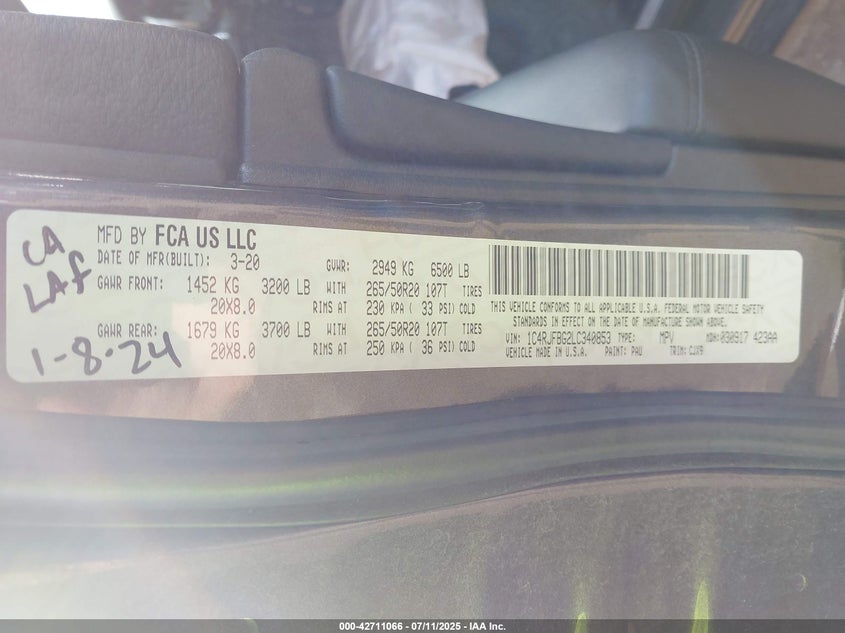 CA
LAF
1-8-24
MFD BY FCA US LLC
DATE OF MFR(BUILT): 3-20 GVWR: 2949 KG 6500 LB
GAWR FRONT: 1452 KG 3200 LB WITH 265/50R20 107T TIRES
20X8.0 RIMS AT 230 KPA ( 33 PSI) COLD
GAWR REAR: 1679 KG 3700 LB WITH 265/50R20 107T TIRES
20X8.0 RIMS AT 250 KPA ( 36 PSI) COLD
THIS VEHICLE CONFORMS TO ALL APPLICABLE U.S.A. FEDERAL MOTOR VEHICLE SAFETY
STANDARDS IN EFFECT ON THE DATE OF MANUFACTURE SHOWN ABOVE.
VIN: 1C4RJFBG2LC340853 TYPE: MPV MDH: 030917 423AA
VEHICLE MADE IN U.S.A. PAINT: PAU TRIM: CJX9
000-42711066 - 07/11/2025 - IAA Inc.